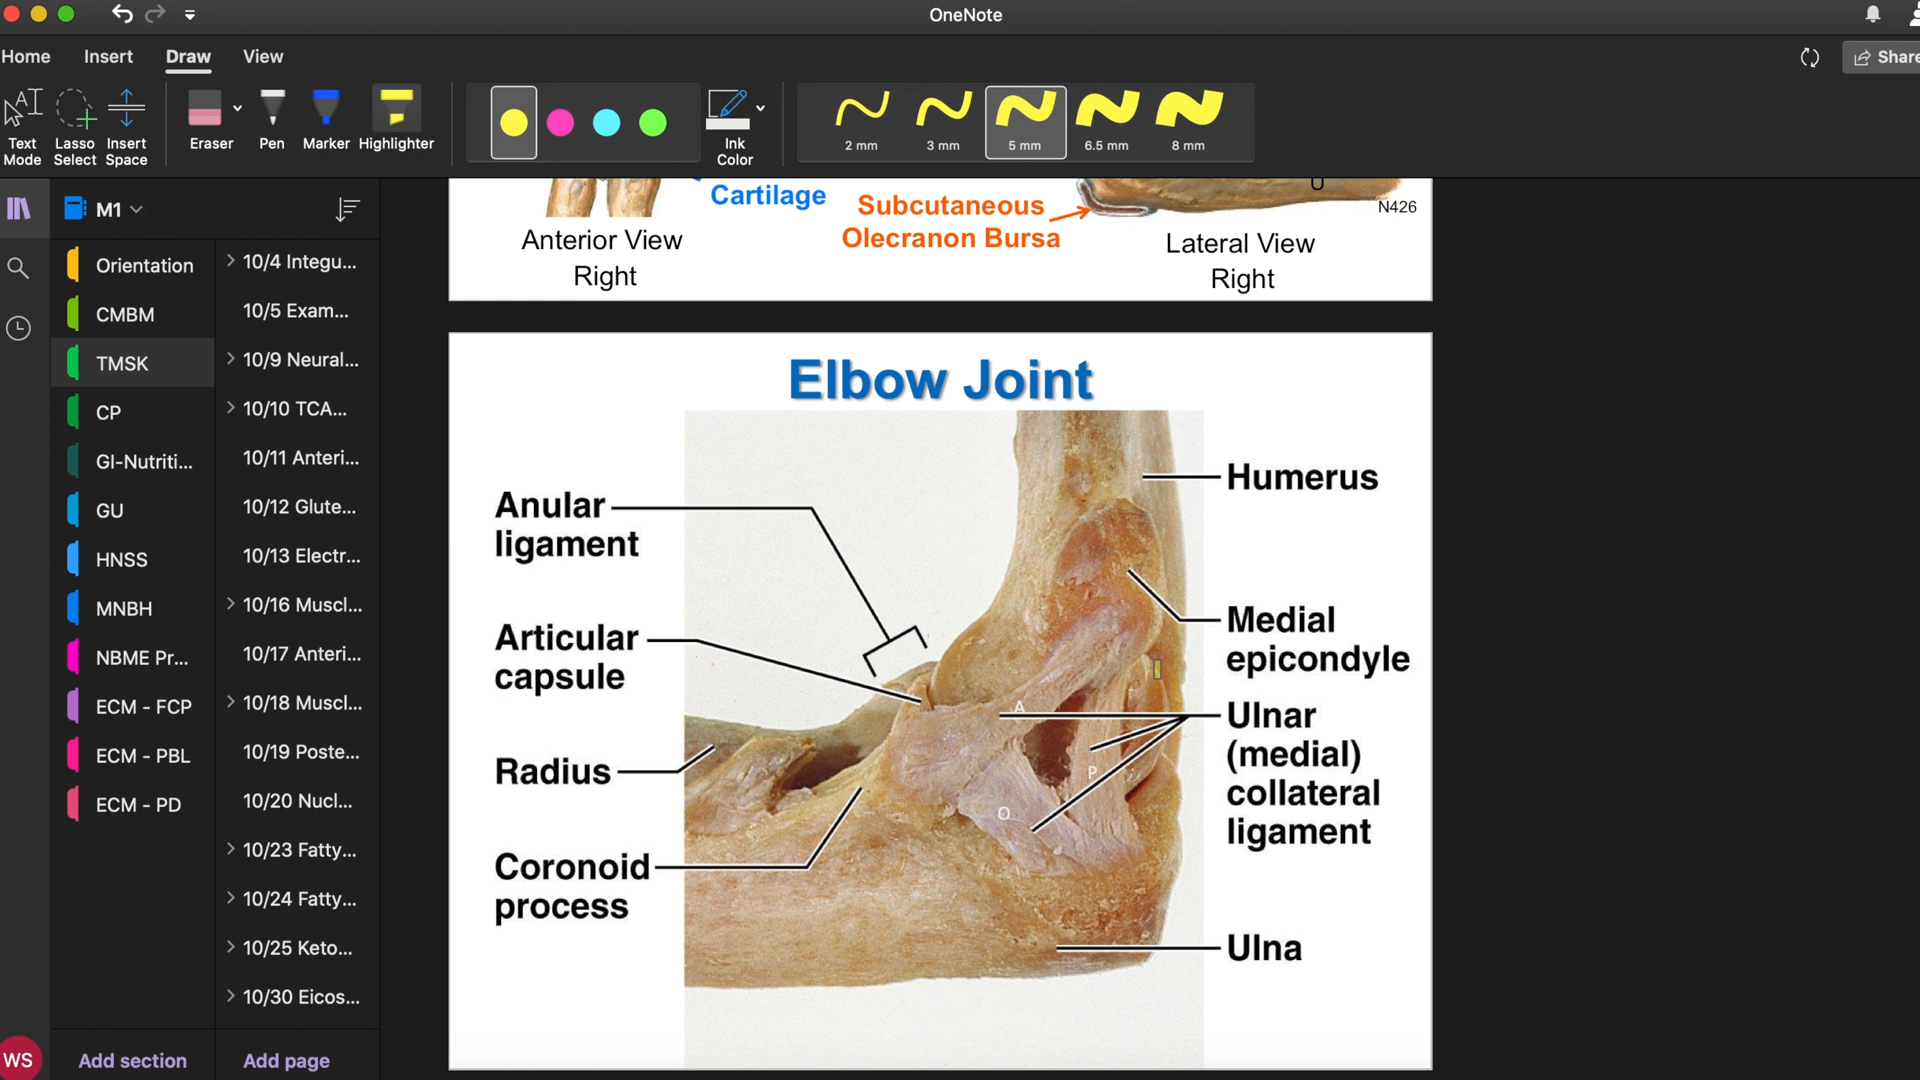 OneNote
Home Insert Draw View
Share
Text Mode
Lasso Select
Insert Space
Eraser
Pen
Marker
Highlighter
Ink Color
2 mm
3 mm
5 mm
6.5 mm
8 mm
M1
Orientation
CMBM
TMSK
CP
GI-Nutriti...
GU
HNSS
MNBH
NBME Pr...
ECM - FCP
ECM - PBL
ECM - PD
Add section
10/4 Integu...
10/5 Exam...
10/9 Neural...
10/10 TCA...
10/11 Anteri...
10/12 Glute...
10/13 Electr...
10/16 Muscl...
10/17 Anteri...
10/18 Muscl...
10/19 Poste...
10/20 Nucl...
10/23 Fatty...
10/24 Fatty...
10/25 Keto...
10/30 Eicos...
Add page
WS
Cartilage
Subcutaneous
Olecranon Bursa
U
N426
Anterior View
Right
Lateral View
Right
Elbow Joint
Anular
ligament
Articular
capsule
Radius
Coronoid
process
Humerus
Medial
epicondyle
Ulnar
(medial)
collateral
ligament
Ulna
A
P
O